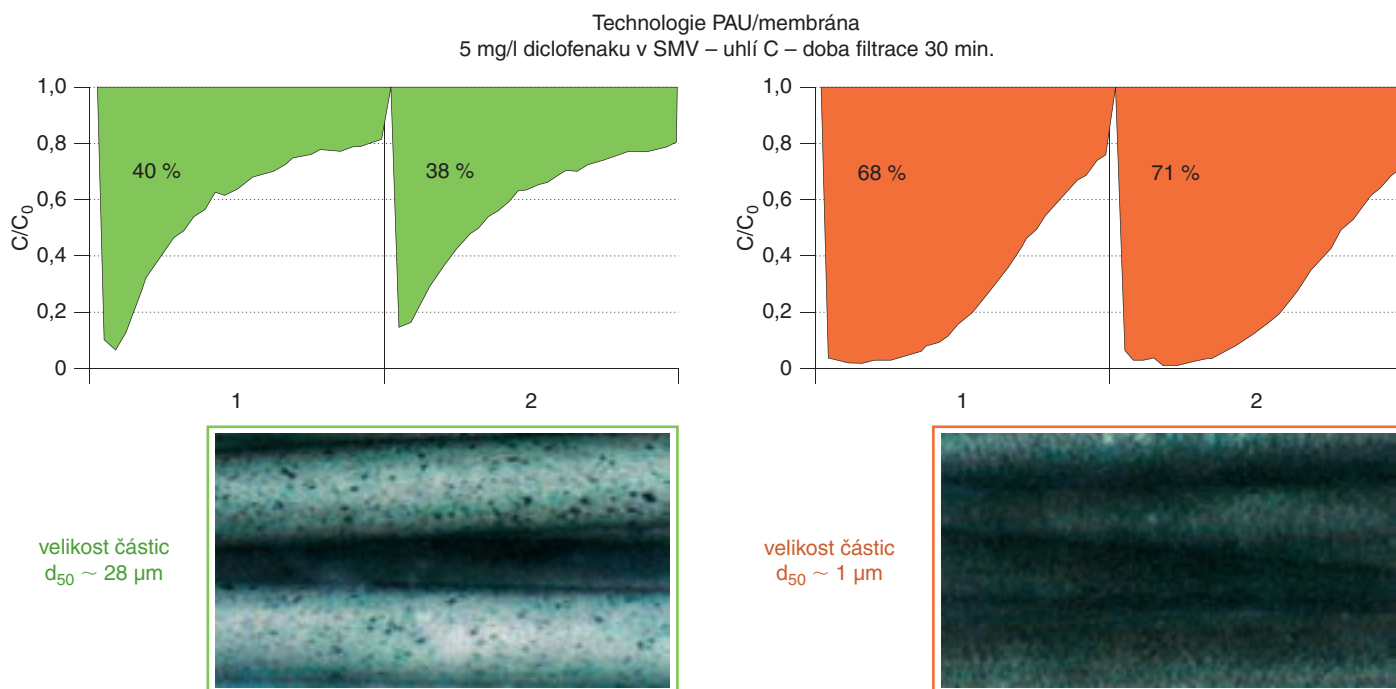 Technologie PAU/membrána
5 mg/l diclofenaku v SMV – uhlí C – doba filtrace 30 min.
1,0
0,8
0,6
0,4
0,2
0
C/C0
40 %
38 %
1
2
velikost částic
d50 ~ 28 µm
1,0
0,8
0,6
0,4
0,2
0
C/C0
68 %
71 %
1
2
velikost částic
d50 ~ 1 µm